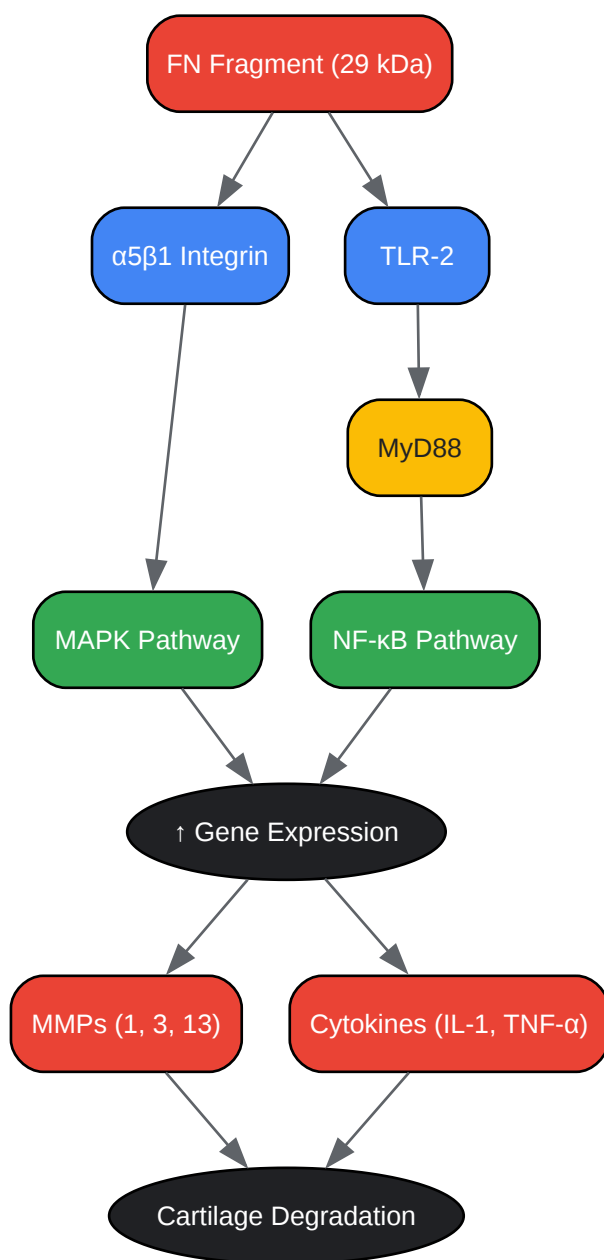 FN Fragment (29 kDa)
α5β1 Integrin
TLR-2
MyD88
MAPK Pathway
NF-κB Pathway
↑ Gene Expression
MMPs (1, 3, 13)
Cytokines (IL-1, TNF-α)
Cartilage Degradation